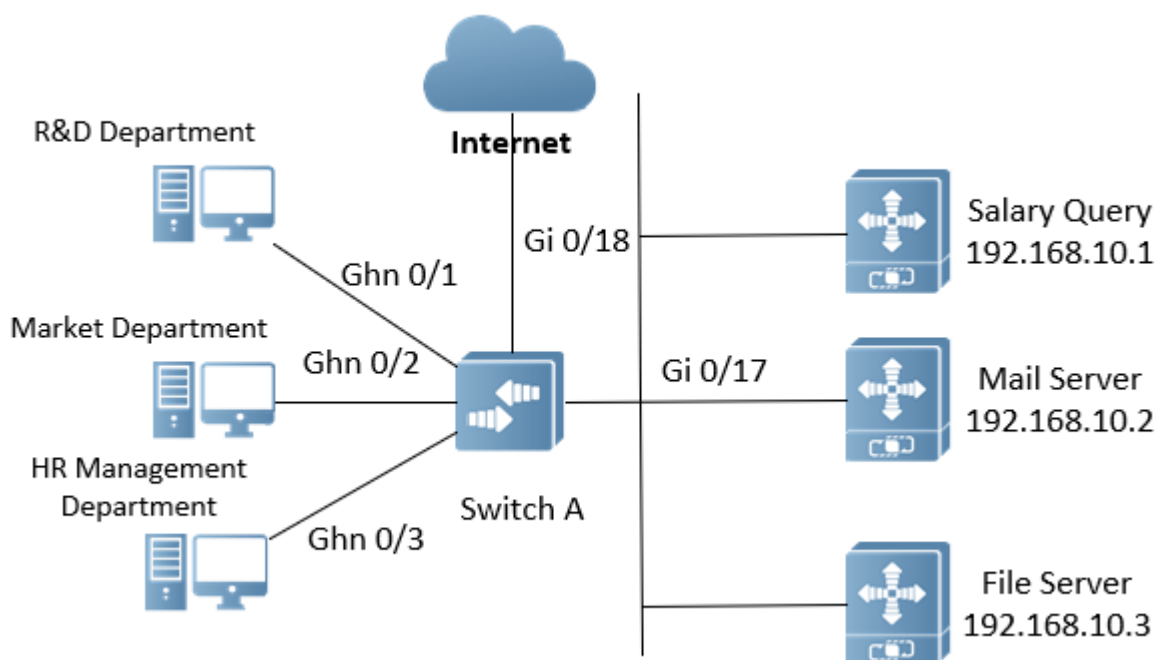 Internet
R&D Department
Ghn 0/1
Market Department
Ghn 0/2
HR Management
Department
Ghn 0/3
Switch A
Gi 0/18
Gi 0/17
Salary Query
192.168.10.1
Mail Server
192.168.10.2
File Server
192.168.10.3